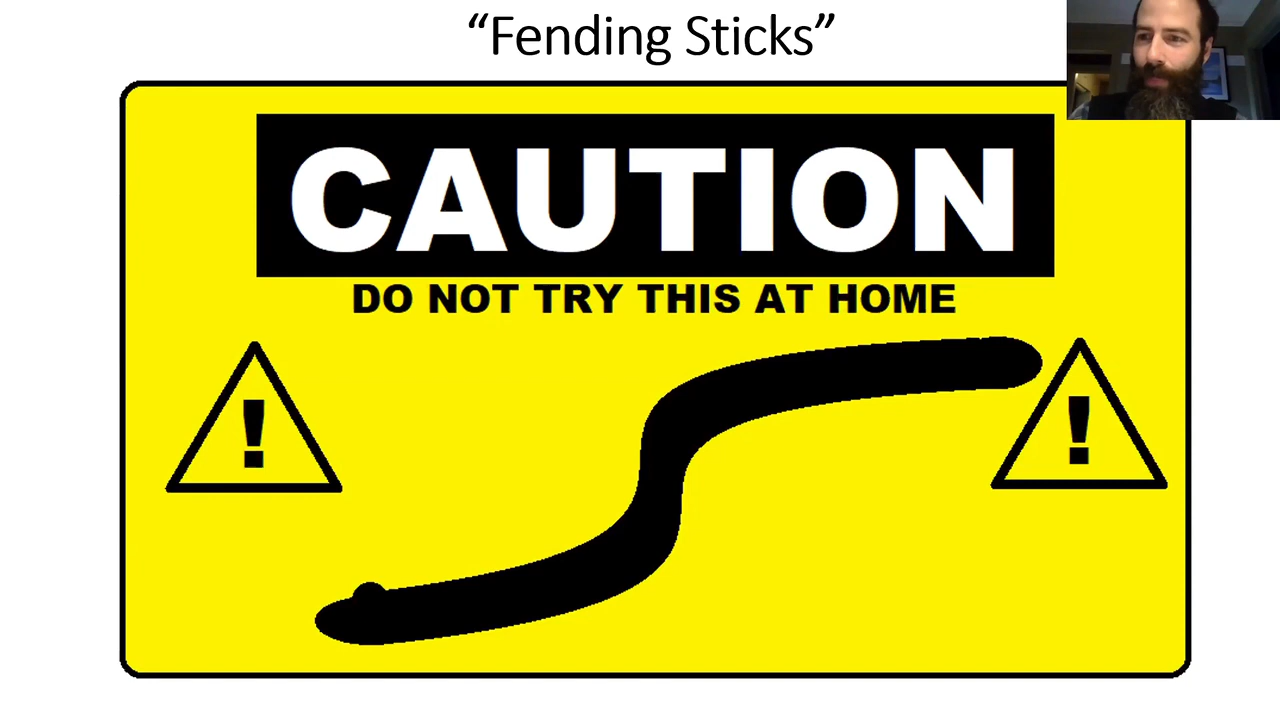 “Fending Sticks”
CAUTION
DO NOT TRY THIS AT HOME
!
!